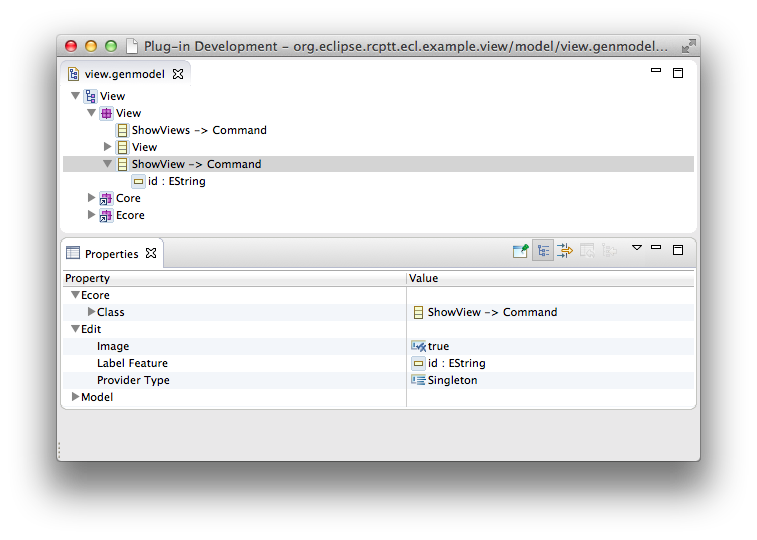 Plug-in Development – org.eclipse.rcptt.ecl.example.view/model/view.genmodel...
view.genmodel
View
View
ShowViews -> Command
View
ShowView -> Command
id : EString
Core
Ecore
Properties
Property Value
Ecore
Class ShowView -> Command
Edit
Image true
Label Feature id : EString
Provider Type Singleton
Model